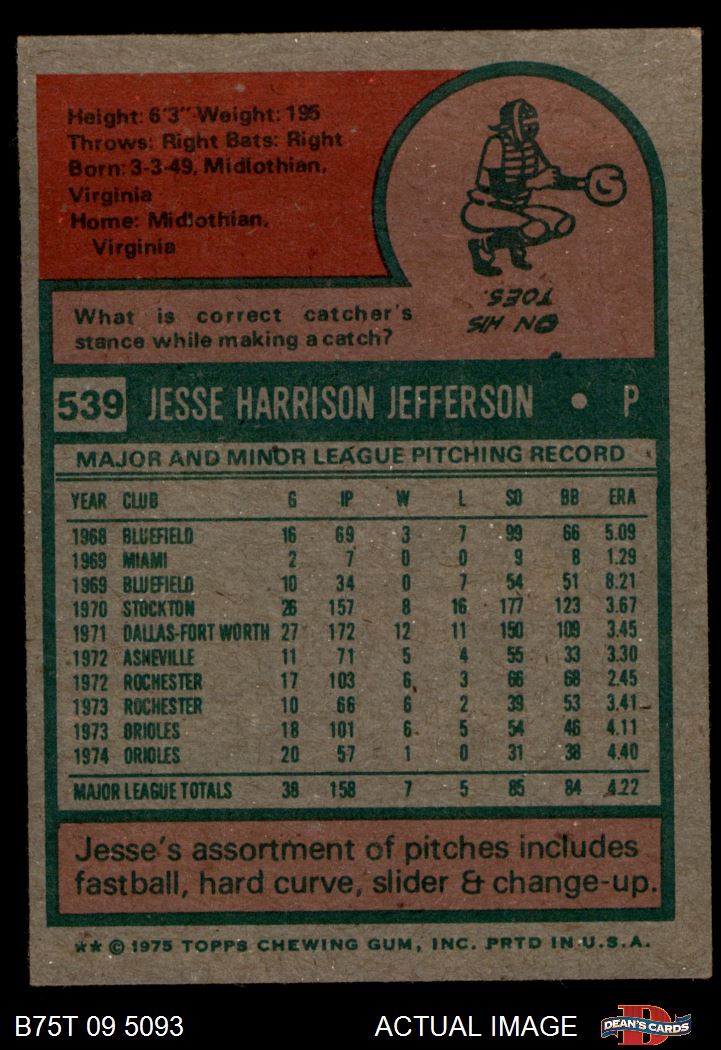 Height: 6'3" Weight: 195
Throws: Right Bats: Right
Born: 3-3-49, Midlothian,
Virginia
Home: Midlothian,
Virginia
What is correct catcher's
stance while making a catch?
ON HIS
TOES.
539 JESSE HARRISON JEFFERSON • P
MAJOR AND MINOR LEAGUE PITCHING RECORD
YEAR CLUB G IP W L SO BB ERA
1968 BLUEFIELD 16 69 3 7 99 66 5.09
1969 MIAMI 2 7 0 0 9 8 1.29
1969 BLUEFIELD 10 34 0 7 54 51 8.21
1970 STOCKTON 26 157 8 16 177 123 3.67
1971 DALLAS-FORT WORTH 27 172 12 11 150 109 3.45
1972 ASHEVILLE 11 71 5 4 55 33 3.30
1972 ROCHESTER 17 103 6 3 66 68 2.45
1973 ROCHESTER 10 66 6 2 39 53 3.41
1973 ORIOLES 18 101 6 5 54 46 4.11
1974 ORIOLES 20 57 1 0 31 38 4.40
MAJOR LEAGUE TOTALS 38 158 7 5 85 84 4.22
Jesse's assortment of pitches includes
fastball, hard curve, slider & change-up.
** © 1975 TOPPS CHEWING GUM, INC. PRTD IN U.S.A.
B75T 09 5093 ACTUAL IMAGE DEAN'S CARDS